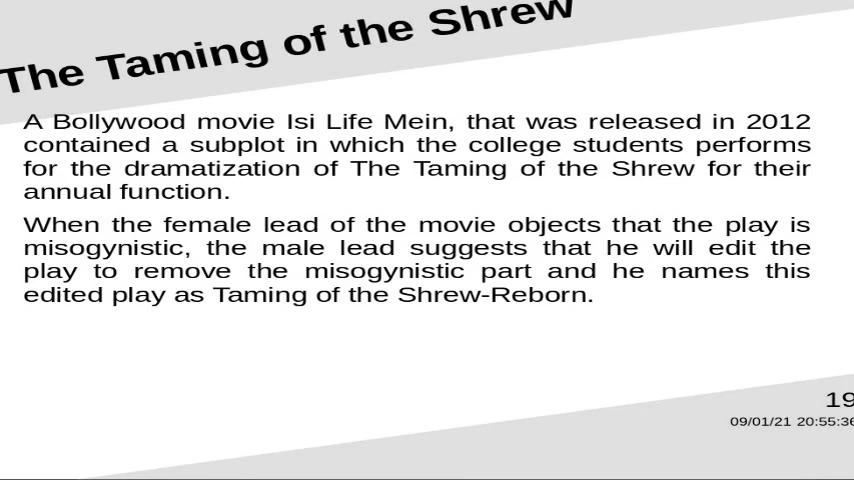 The Taming of the Shrew
A Bollywood movie Isi Life Mein, that was released in 2012
contained a subplot in which the college students performs
for the dramatization of The Taming of the Shrew for their
annual function.
When the female lead of the movie objects that the play is
misogynistic, the male lead suggests that he will edit the
play to remove the misogynistic part and he names this
edited play as Taming of the Shrew-Reborn.
19
09/01/21 20:55:36